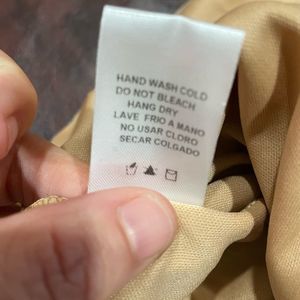 HAND WASH COLD
DO NOT BLEACH
HANG DRY
LAVE FRIO A MANO
NO USAR CLORO
SECAR COLGADO